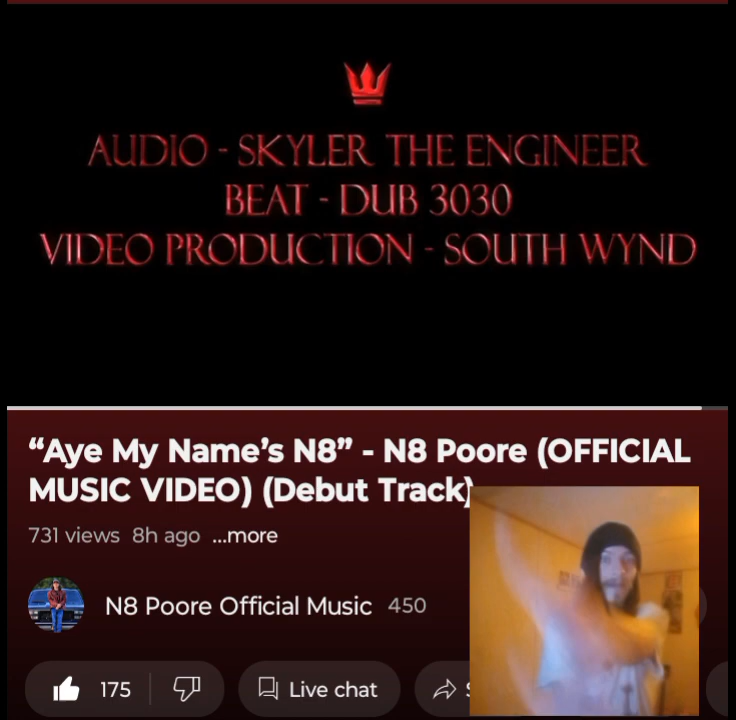 AUDIO - SKYLER THE ENGINEER
BEAT - DUB 3030
VIDEO PRODUCTION - SOUTH WYND
“Aye My Name’s N8” - N8 Poore (OFFICIAL
MUSIC VIDEO) (Debut Track)
731 views 8h ago ...more
N8 Poore Official Music 450
175 Live chat